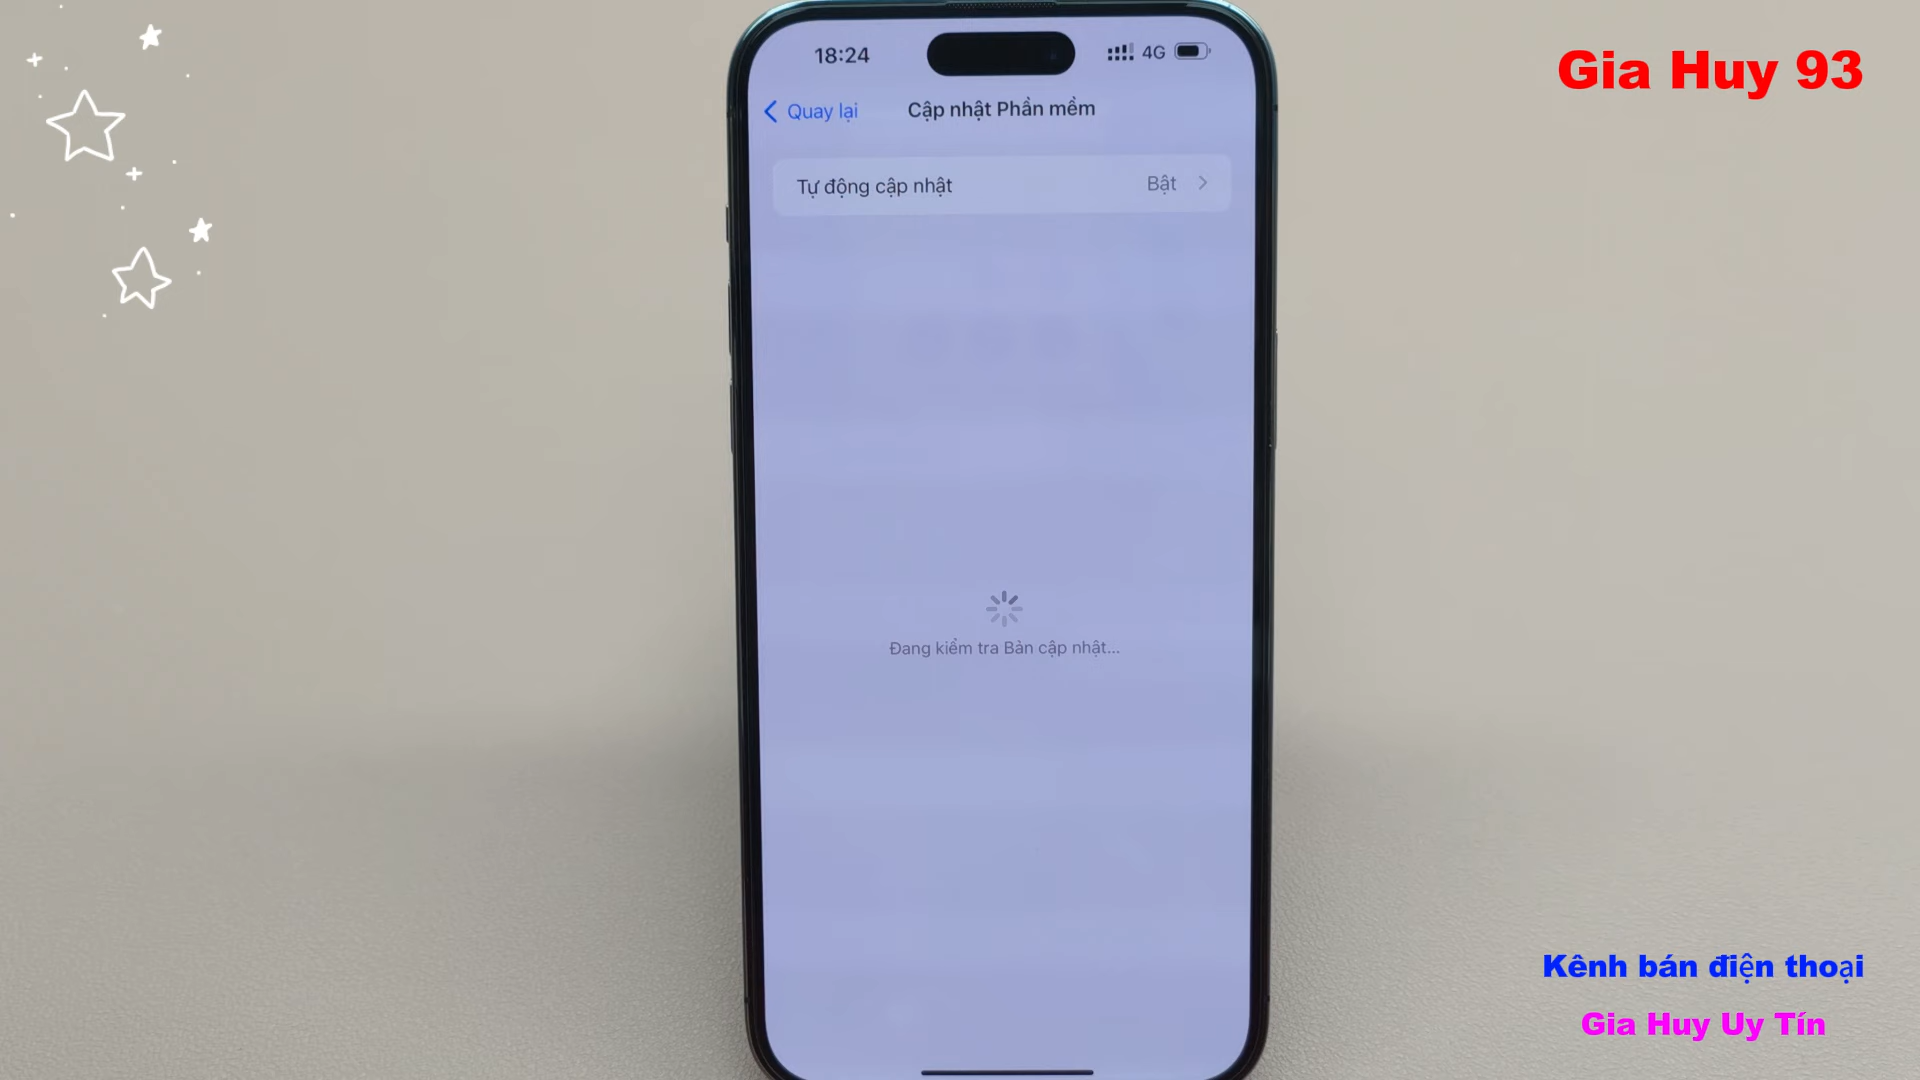 18:24
4G
Gia Huy 93
Quay lại
Cập nhật Phần mềm
Tự động cập nhật
Bật
Đang kiểm tra Bản cập nhật...
Kênh bán điện thoại
Gia Huy Uy Tín